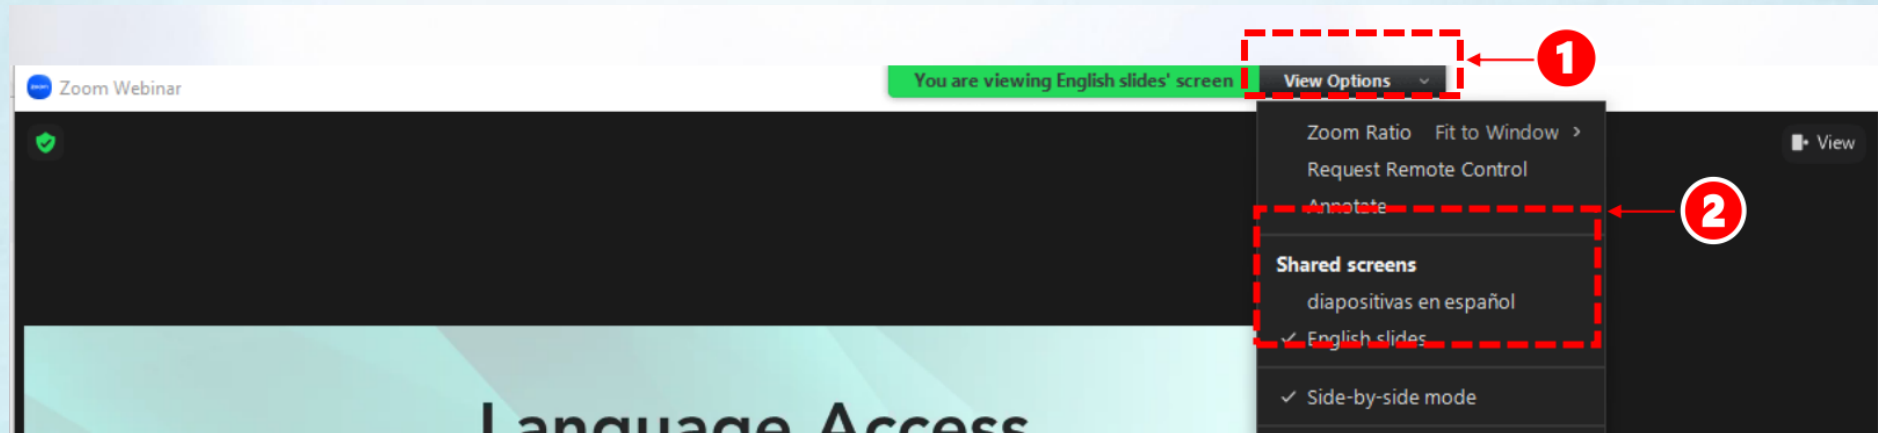 1
zoom Zoom Webinar
You are viewing English slides' screen View Options
Zoom Ratio Fit to Window
View
Request Remote Control
Annotate
2
Shared screens
diapositivas en español
English slides
Side-by-side mode
Language Access